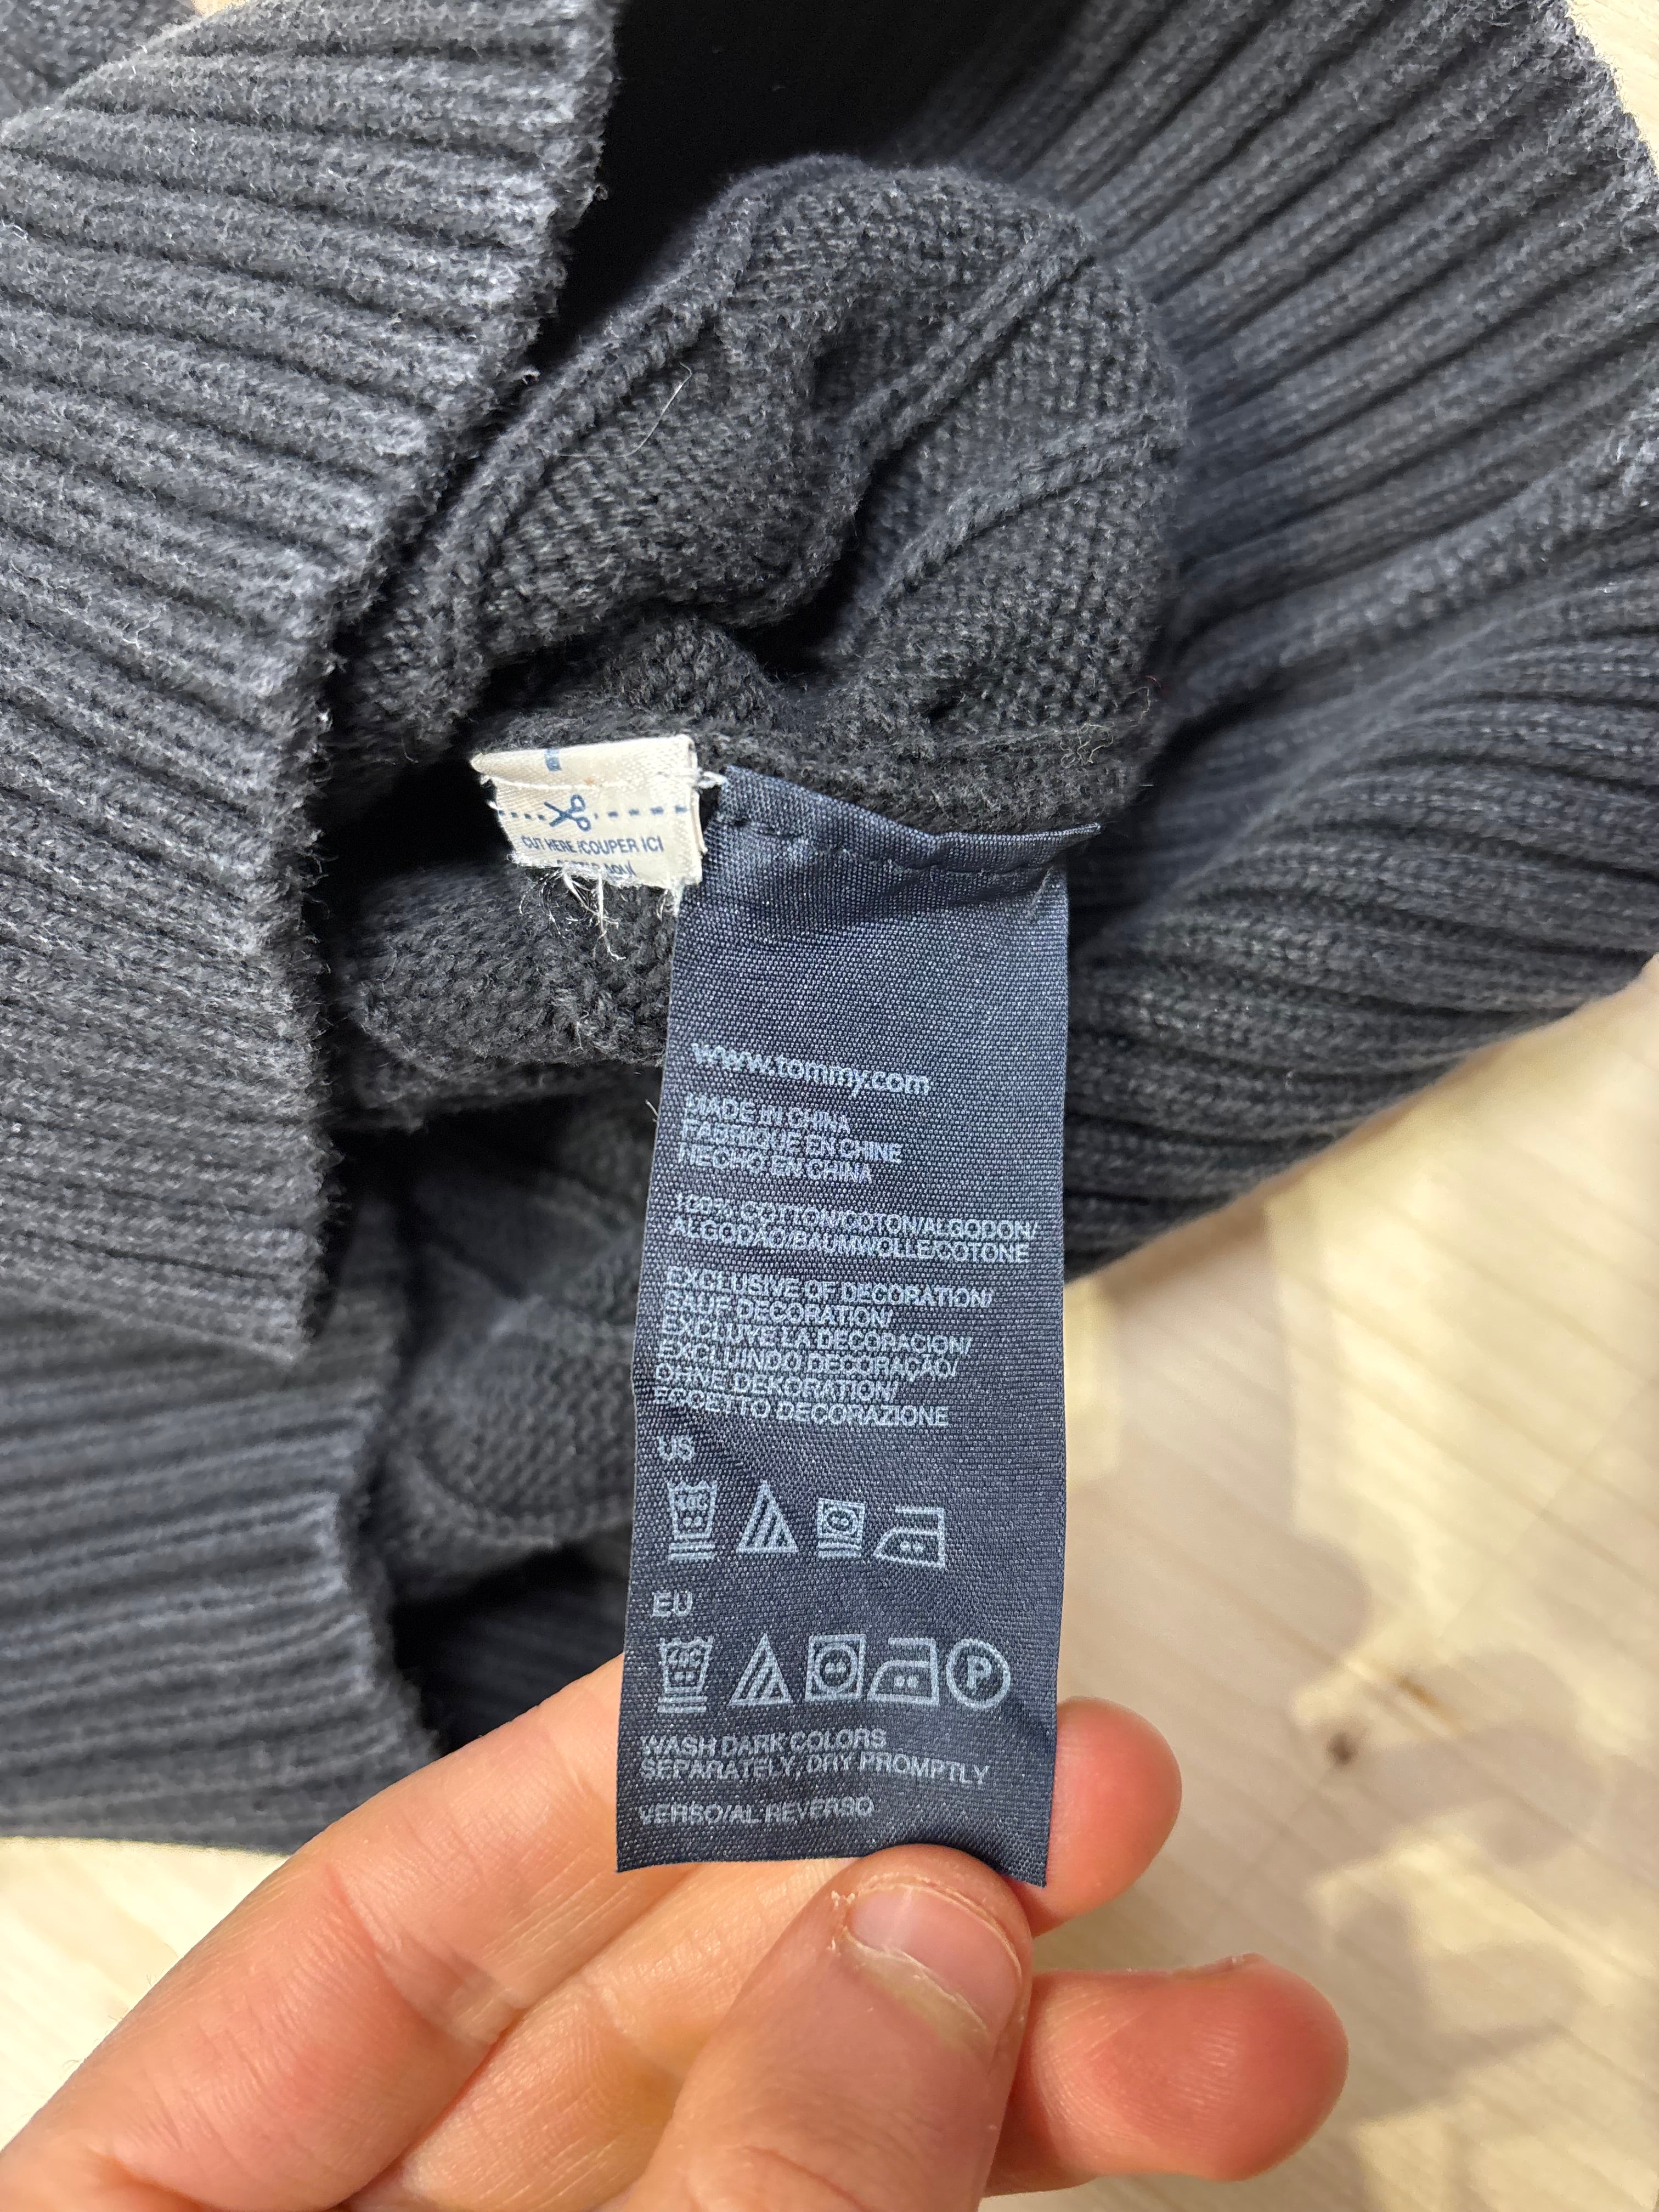 CUT HERE /COUPER ICI
www.tommy.com
MADE IN CHINA
FABRIQUE EN CHINE
HECHO EN CHINA
100% COTTON/COTON/ALGODON/
ALGODÃO/BAUMWOLLE/COTONE
EXCLUSIVE OF DECORATION/
SAUF DECORATION/
EXCLUYE LA DECORACION/
EXCLUINDO DECORAÇÃO/
OHNE DEKORATION/
ECCETTO DECORAZIONE
US
EU
P
WASH DARK COLORS
SEPARATELY, DRY PROMPTLY
VERSO/AL REVERSO